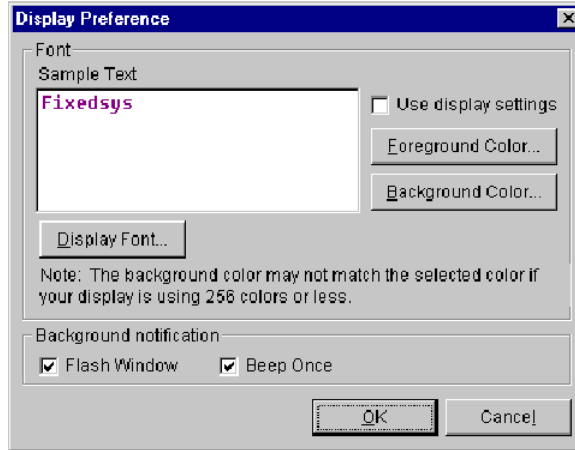 Display Preference
Font
Sample Text
Fixedsys
Use display settings
Foreground Color...
Background Color...
Display Font...
Note: The background color may not match the selected color if
your display is using 256 colors or less.
Background notification
Flash Window
Beep Once
OK
Cancel